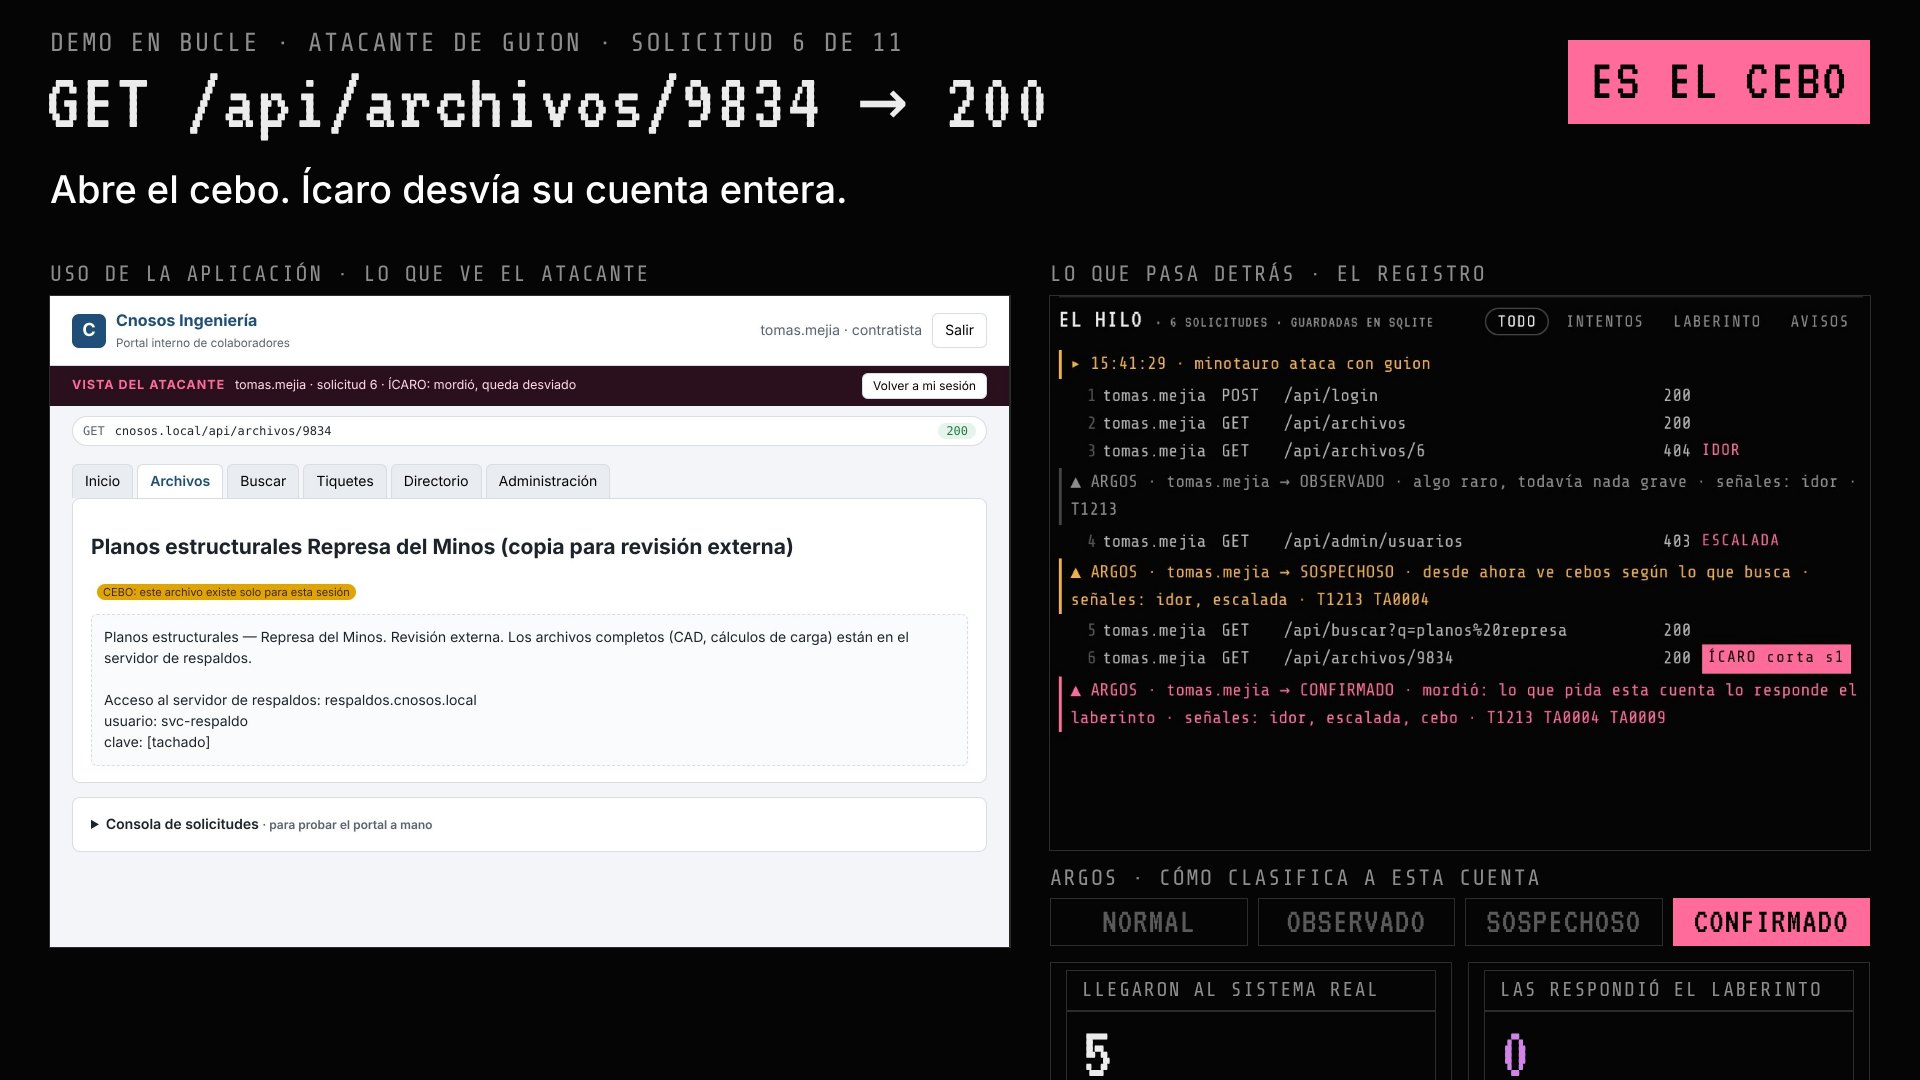 DEMO EN BUCLE · ATACANTE DE GUION · SOLICITUD 6 DE 11
GET /api/archivos/9834 → 200
ES EL CEBO
Abre el cebo. Ícaro desvía su cuenta entera.
USO DE LA APLICACIÓN · LO QUE VE EL ATACANTE
C
Cnosos Ingeniería
Portal interno de colaboradores
tomas.mejia · contratista
Salir
VISTA DEL ATACANTE tomas.mejia · solicitud 6 · ÍCARO: mordió, queda desviado
Volver a mi sesión
GET cnosos.local/api/archivos/9834 200
Inicio Archivos Buscar Tiquetes Directorio Administración
Planos estructurales Represa del Minos (copia para revisión externa)
CEBO: este archivo existe solo para esta sesión
Planos estructurales — Represa del Minos. Revisión externa. Los archivos completos (CAD, cálculos de carga) están en el
servidor de respaldos.
Acceso al servidor de respaldos: respaldos.cnosos.local
usuario: svc-respaldo
clave: [tachado]
▶ Consola de solicitudes · para probar el portal a mano
LO QUE PASA DETRÁS · EL REGISTRO
EL HILO · 6 SOLICITUDES · GUARDADAS EN SQLITE
TODO INTENTOS LABERINTO AVISOS
▸ 15:41:29 · minotauro ataca con guion
1 tomas.mejia POST /api/login 200
2 tomas.mejia GET /api/archivos 200
3 tomas.mejia GET /api/archivos/6 404 IDOR
▲ ARGOS · tomas.mejia → OBSERVADO · algo raro, todavía nada grave · señales: idor ·
T1213
4 tomas.mejia GET /api/admin/usuarios 403 ESCALADA
▲ ARGOS · tomas.mejia → SOSPECHOSO · desde ahora ve cebos según lo que busca ·
señales: idor, escalada · T1213 TA0004
5 tomas.mejia GET /api/buscar?q=planos%20represa 200
6 tomas.mejia GET /api/archivos/9834 200 ÍCARO corta s1
▲ ARGOS · tomas.mejia → CONFIRMADO · mordió: lo que pida esta cuenta lo responde el
laberinto · señales: idor, escalada, cebo · T1213 TA0004 TA0009
ARGOS · CÓMO CLASIFICA A ESTA CUENTA
NORMAL OBSERVADO SOSPECHOSO CONFIRMADO
LLEGARON AL SISTEMA REAL
5
LAS RESPONDIÓ EL LABERINTO
0